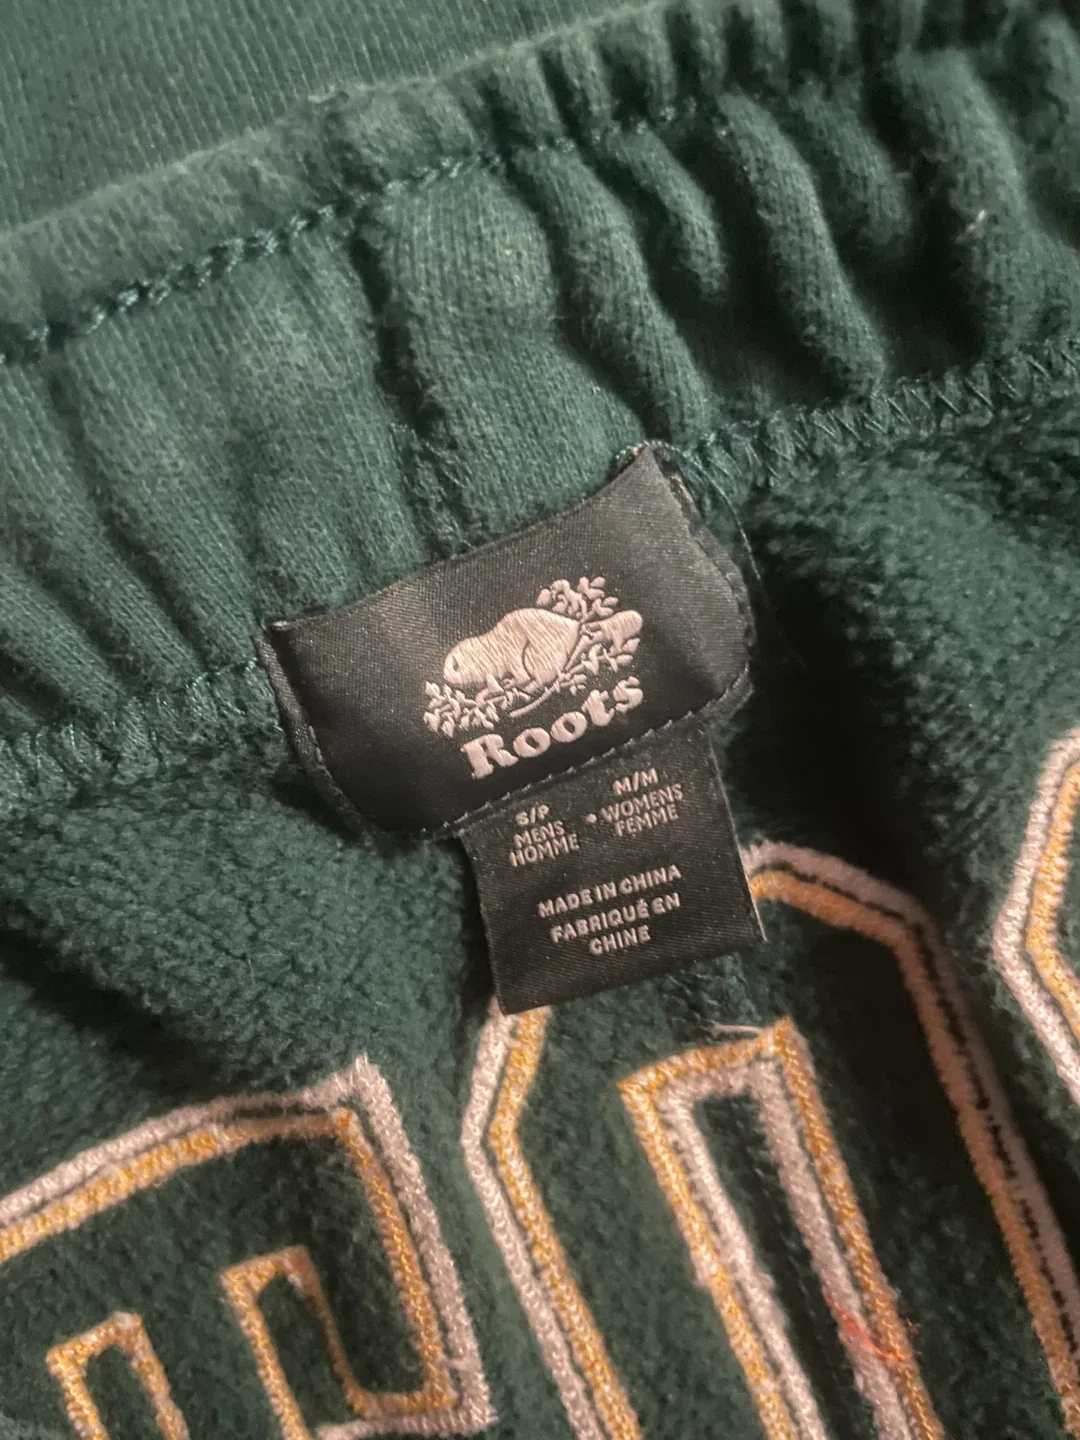 Roots
S/P
MENS
HOMME
• M/M
WOMENS
FEMME
MADE IN CHINA
FABRIQUÉ EN
CHINE